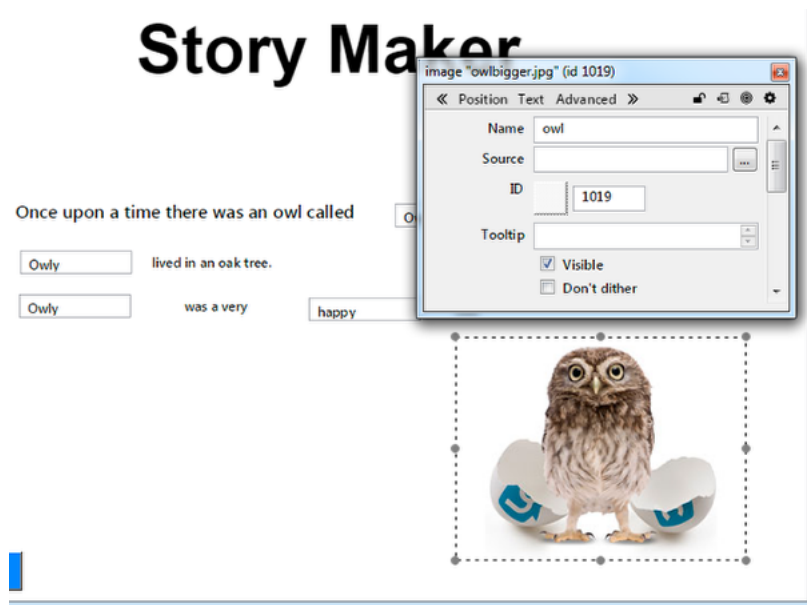 Story Maker
image "owlbigger.jpg" (id 1019)
Position Text Advanced
Name owl
Source ...
ID 1019
Tooltip
Visible
Don't dither
Once upon a time there was an owl called
Owly lived in an oak tree.
Owly was a very happy